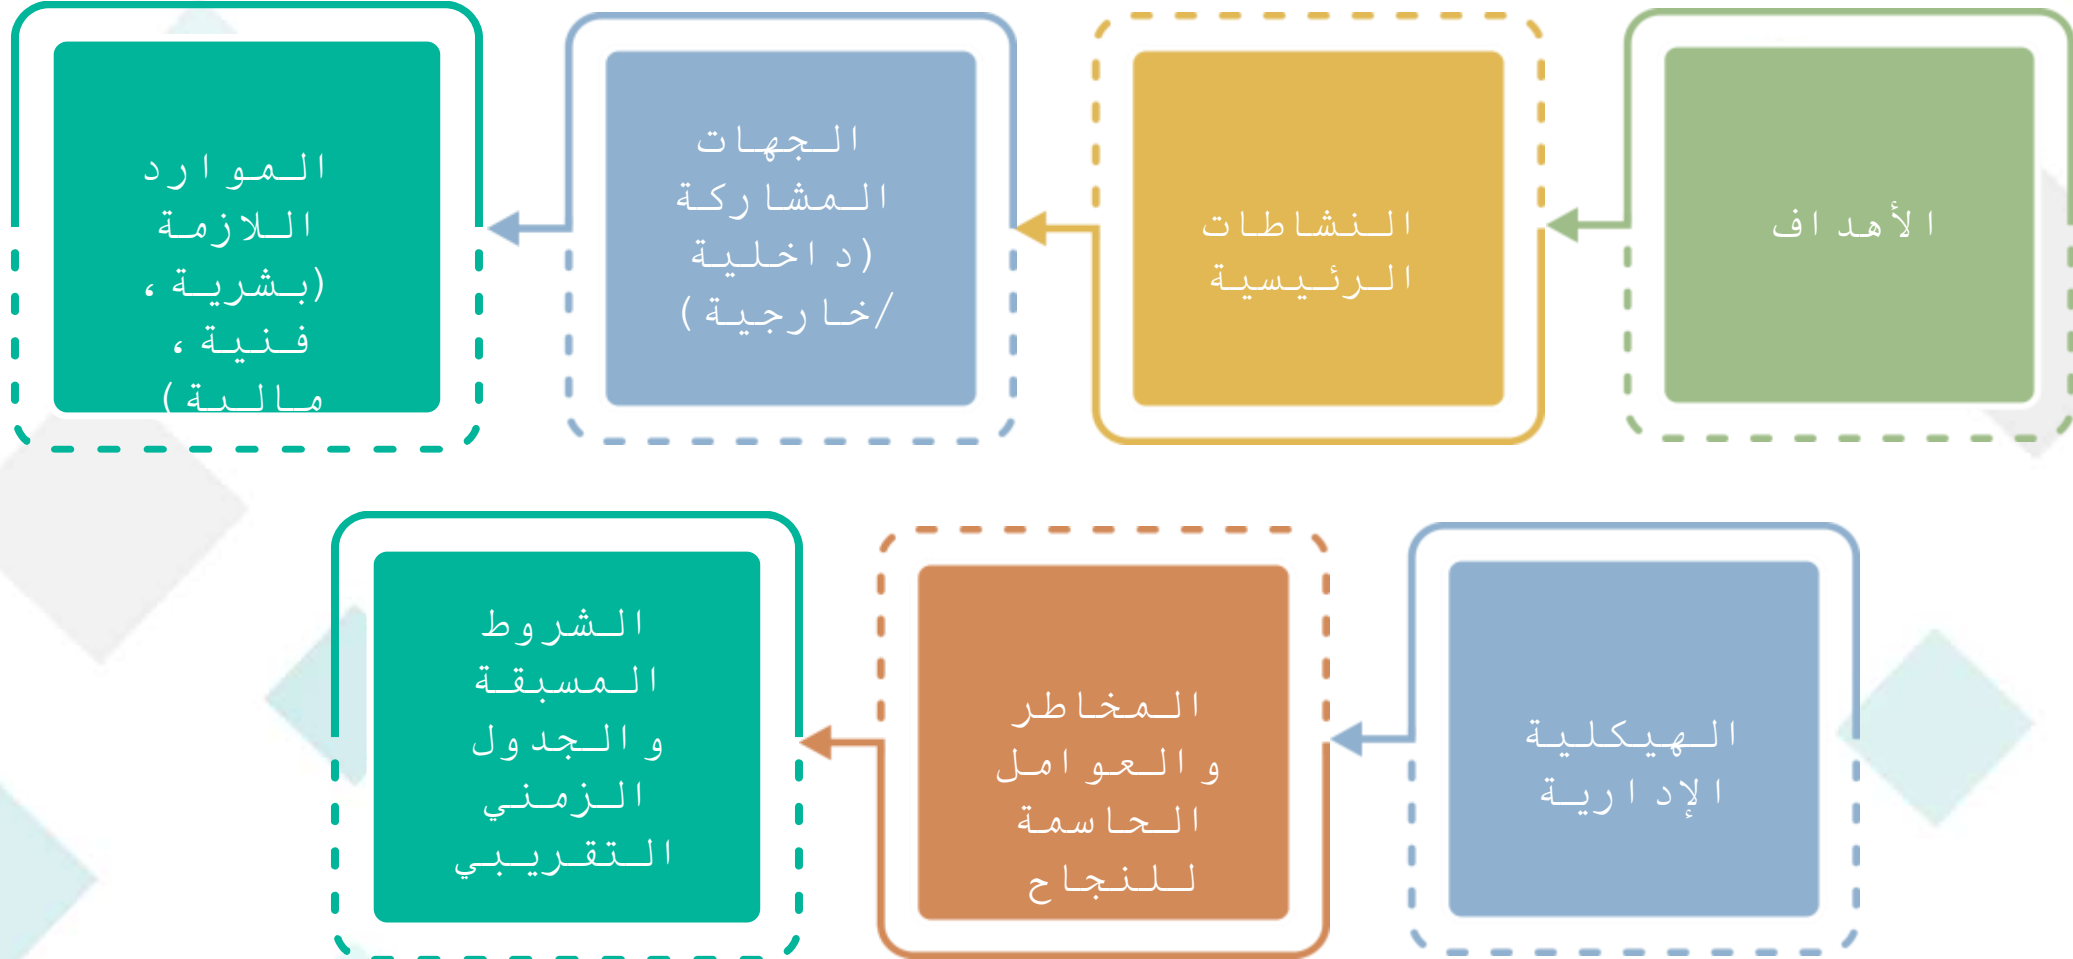 الأهداف
النشاطات
الرئيسية
الجهات
المشاركة
(داخلية
/خارجية)
الموارد
اللازمة
(بشرية،
فنية،
مالية)
الهيكلية
الإدارية
المخاطر
والعوامل
الحاسمة
للنجاح
الشروط
المسبقة
والجدول
الزمني
التقريبي